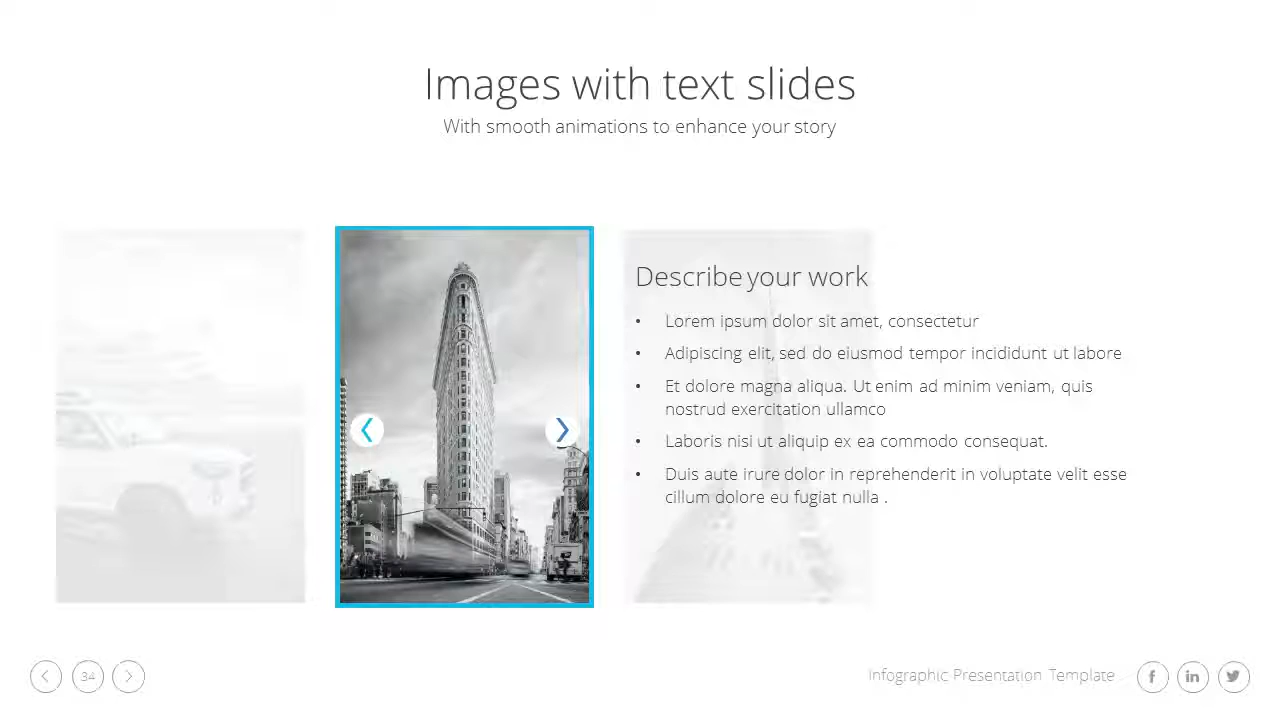 Images with text slides
With smooth animations to enhance your story
Describe your work
• Lorem ipsum dolor sit amet, consectetur
• Adipiscing elit, sed do eiusmod tempor incididunt ut labore
• Et dolore magna aliqua. Ut enim ad minim veniam, quis
nostrud exercitation ullamco
• Laboris nisi ut aliquip ex ea commodo consequat.
• Duis aute irure dolor in reprehenderit in voluptate velit esse
cillum dolore eu fugiat nulla .
34
Infographic Presentation Template
f
in